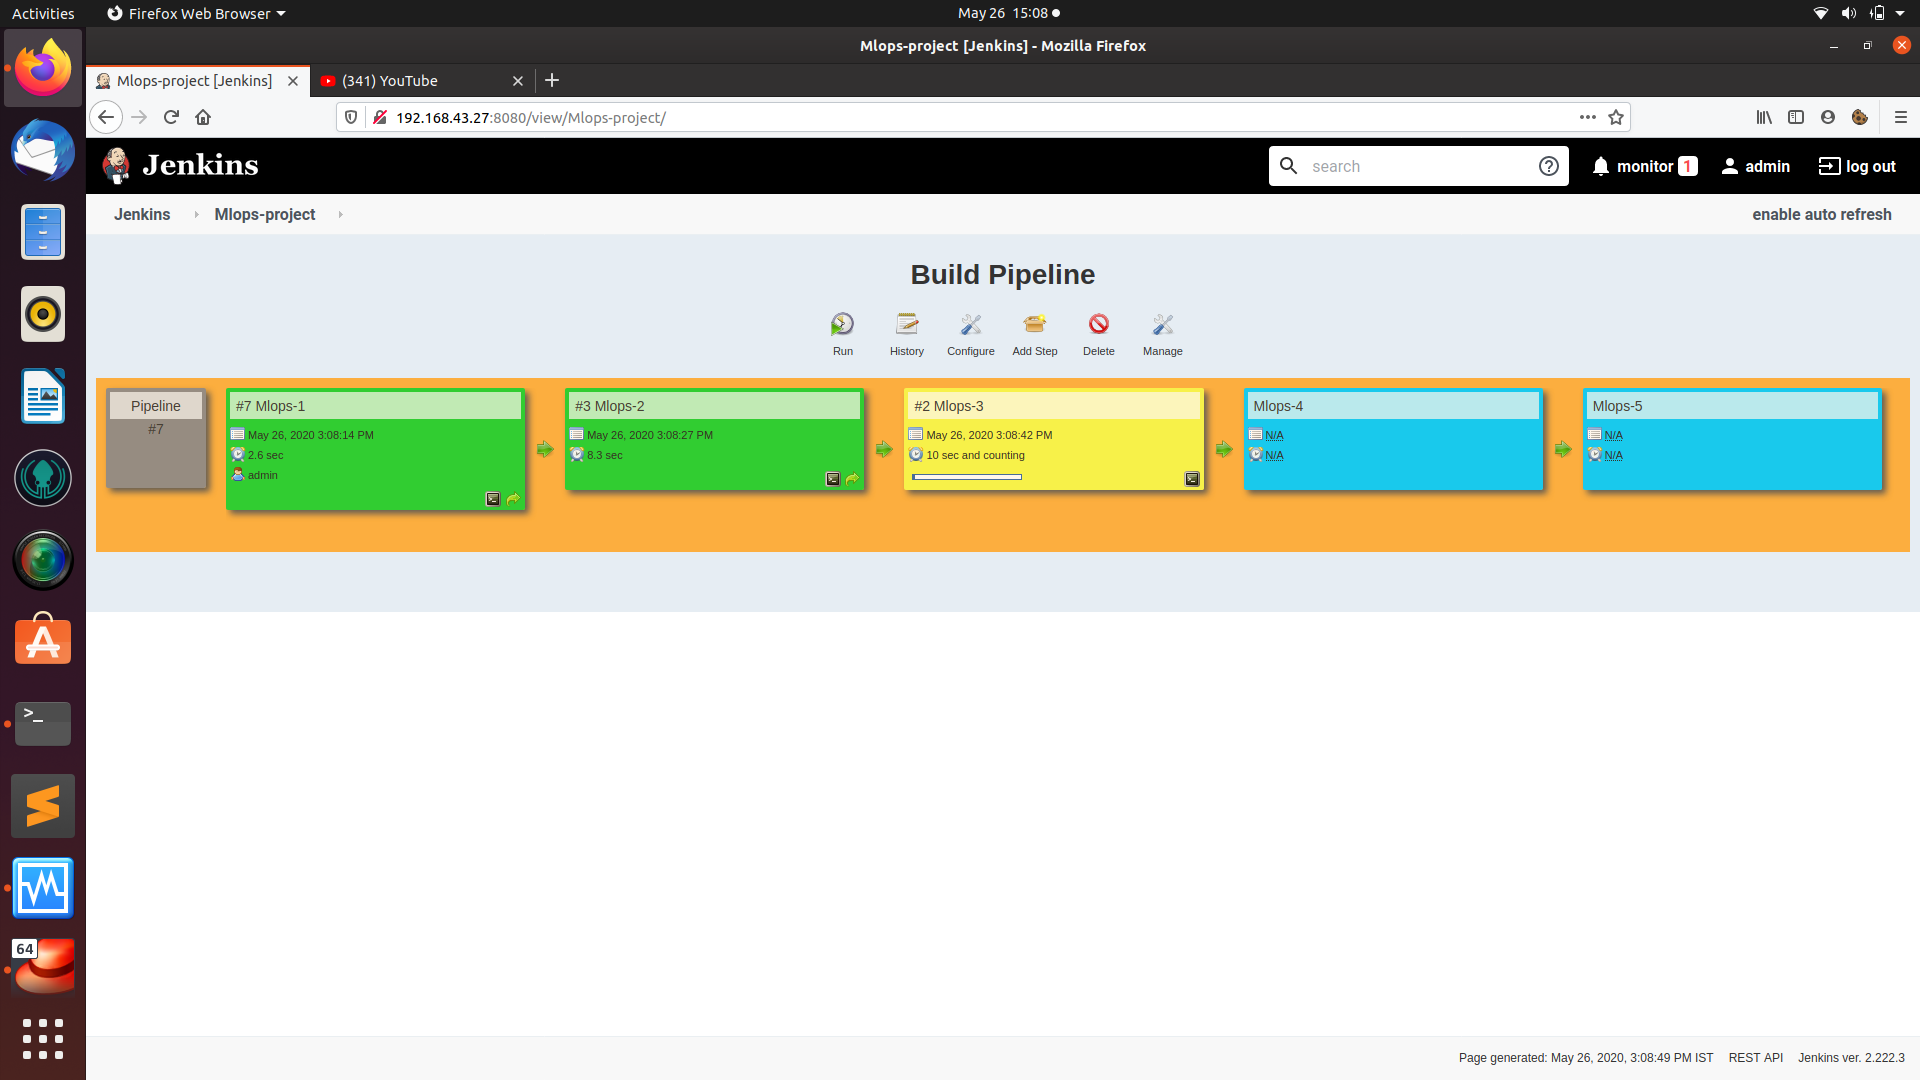 Activities
Firefox Web Browser
May 26 15:08
Mlops-project [Jenkins] - Mozilla Firefox
Mlops-project [Jenkins]
(341) YouTube
192.168.43.27:8080/view/Mlops-project/
Jenkins
search
monitor 1
admin
log out
Jenkins
Mlops-project
enable auto refresh
Build Pipeline
Run
History
Configure
Add Step
Delete
Manage
Pipeline
#7
#7 Mlops-1
May 26, 2020 3:08:14 PM
2.6 sec
admin
#3 Mlops-2
May 26, 2020 3:08:27 PM
8.3 sec
#2 Mlops-3
May 26, 2020 3:08:42 PM
10 sec and counting
Mlops-4
N/A
N/A
Mlops-5
N/A
N/A
>_
64
Page generated: May 26, 2020, 3:08:49 PM IST
REST API
Jenkins ver. 2.222.3